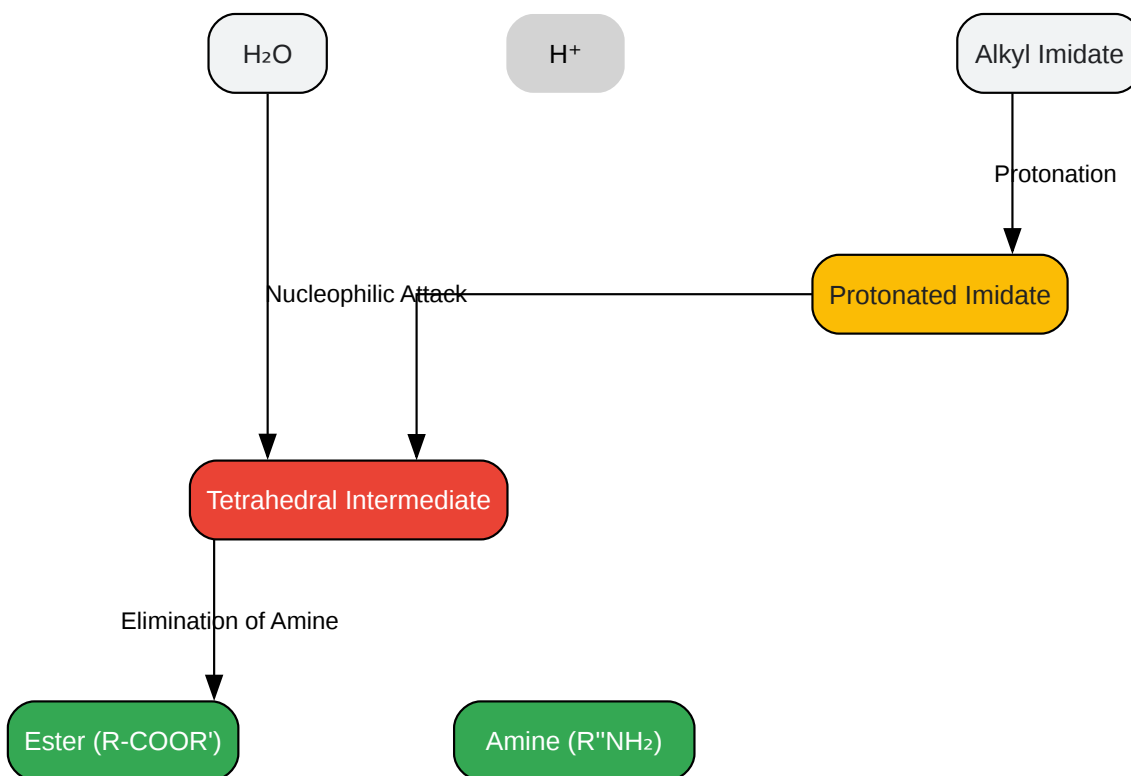 H₂O
H⁺
Alkyl Imidate
Protonation
Nucleophilic Attack
Protonated Imidate
Tetrahedral Intermediate
Elimination of Amine
Ester (R-COOR')
Amine (R''NH₂)